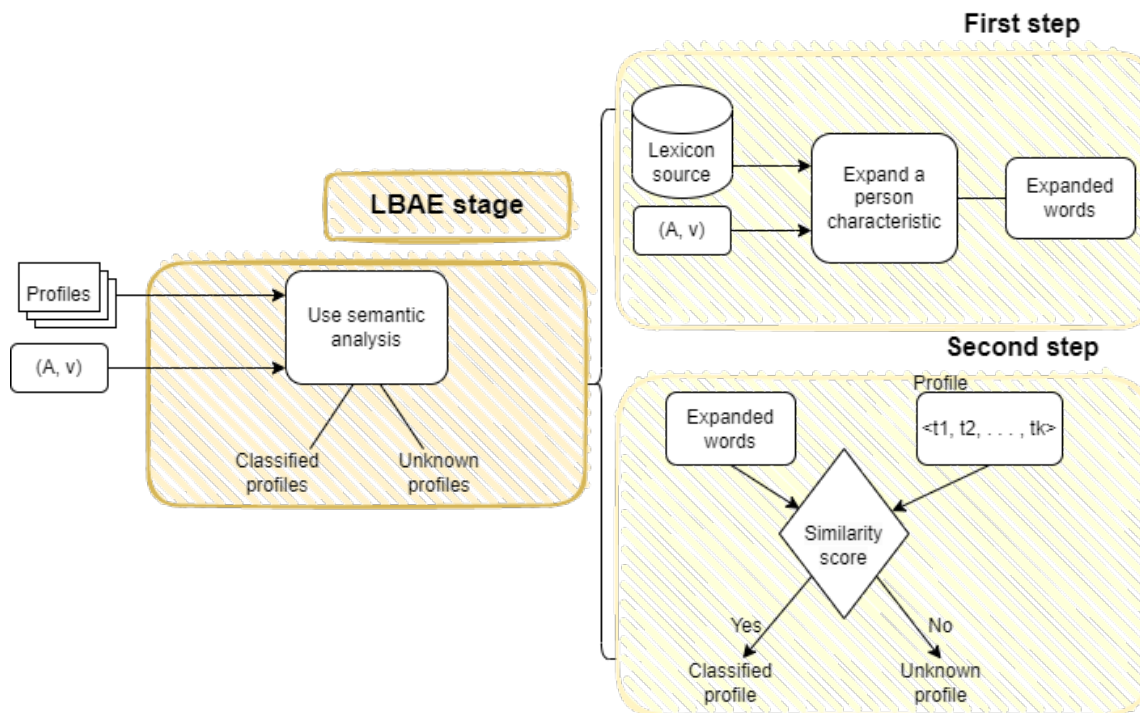 First step
Lexicon
source
(A, v)
Expand a
person
characteristic
Expanded
words
LBAE stage
Profiles
(A, v)
Use semantic
analysis
Classified
profiles
Unknown
profiles
Second step
Expanded
words
Profile
<t1, t2, . . . , tk>
Similarity
score
Yes
No
Classified
profile
Unknown
profile